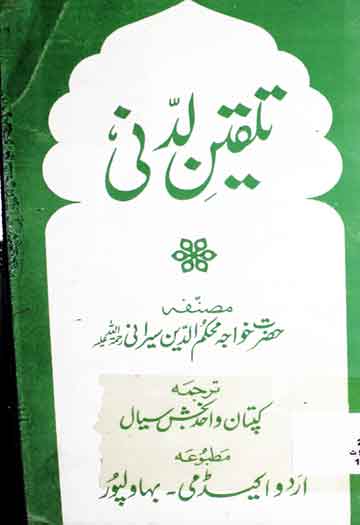 تلقین لدنی
مصنفہ
حضرت خواجہ محکم الدین سیرانی رحمۃ اللہ علیہ
ترجمہ
کپتان واحد بخش سیال
مطبوعہ
اردو اکیڈمی - بہاولپور